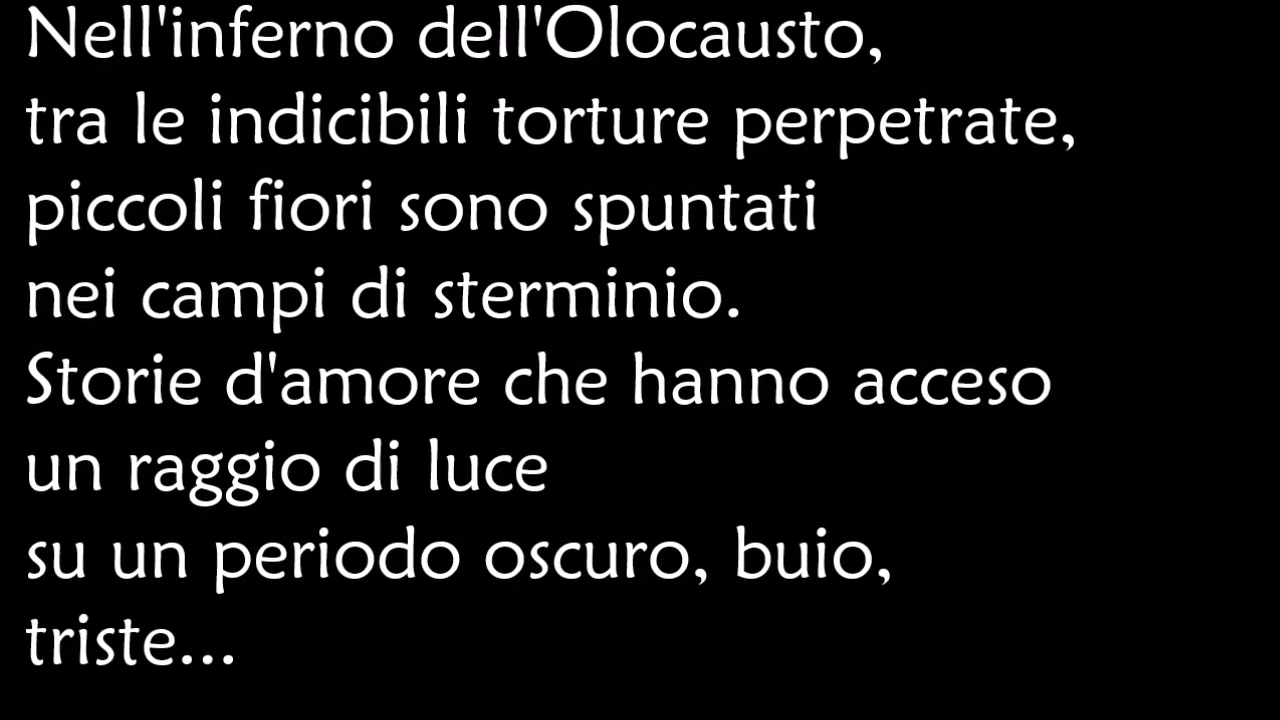 Nell'inferno dell'Olocausto,
tra le indicibili torture perpetrate,
piccoli fiori sono spuntati
nei campi di sterminio.
Storie d'amore che hanno acceso
un raggio di luce
su un periodo oscuro, buio,
triste...